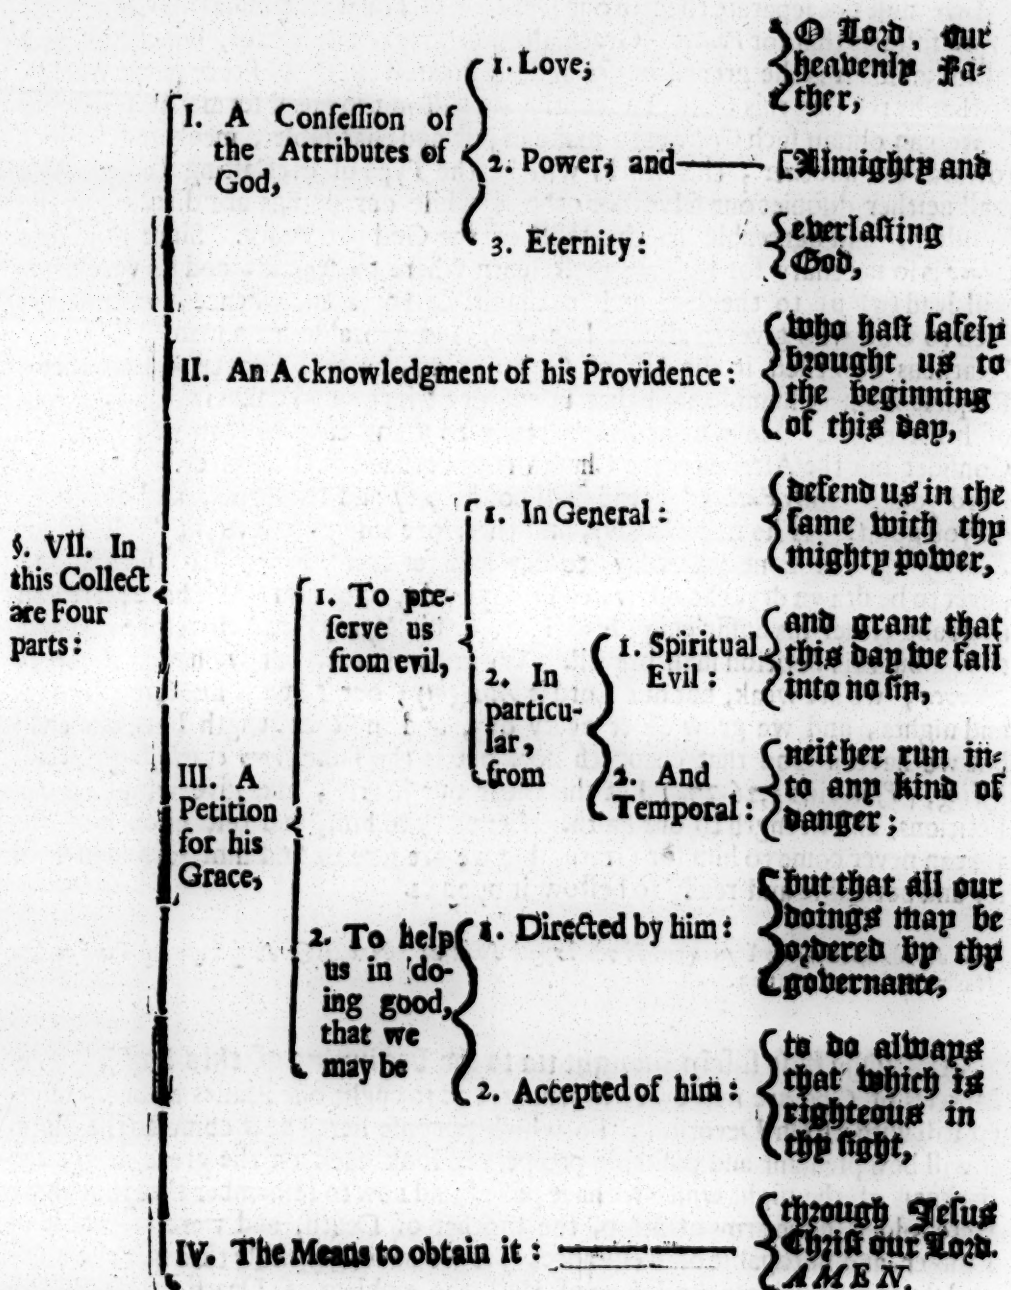 §. VII. In
this Collect
are Four
parts:
I. A Confeſſion of
the Attributes of
God,
1. Love;
O Lord, our
heavenly Fa-
ther,
2. Power; and
[Almighty and
3. Eternity:
everlaſting
God,
II. An Acknowledgment of his Providence:
who haſt ſafely
brought us to
the beginning
of this day,
III. A
Petition
for his
Grace,
1. To pre-
ſerve us
from evil,
1. In General:
defend us in the
ſame with thy
mighty power,
2. In
particu-
lar,
from
1. Spiritual
Evil:
and grant that
this day we fall
into no ſin,
2. And
Temporal:
neither run in-
to any kind of
danger;
2. To help
us in do-
ing good,
that we
may be
1. Directed by him:
but that all our
doings may be
ordered by thy
governance,
2. Accepted of him:
to do always
that which is
righteous in
thy ſight,
IV. The Means to obtain it:
through Jeſus
Chriſt our Lord.
AMEN.